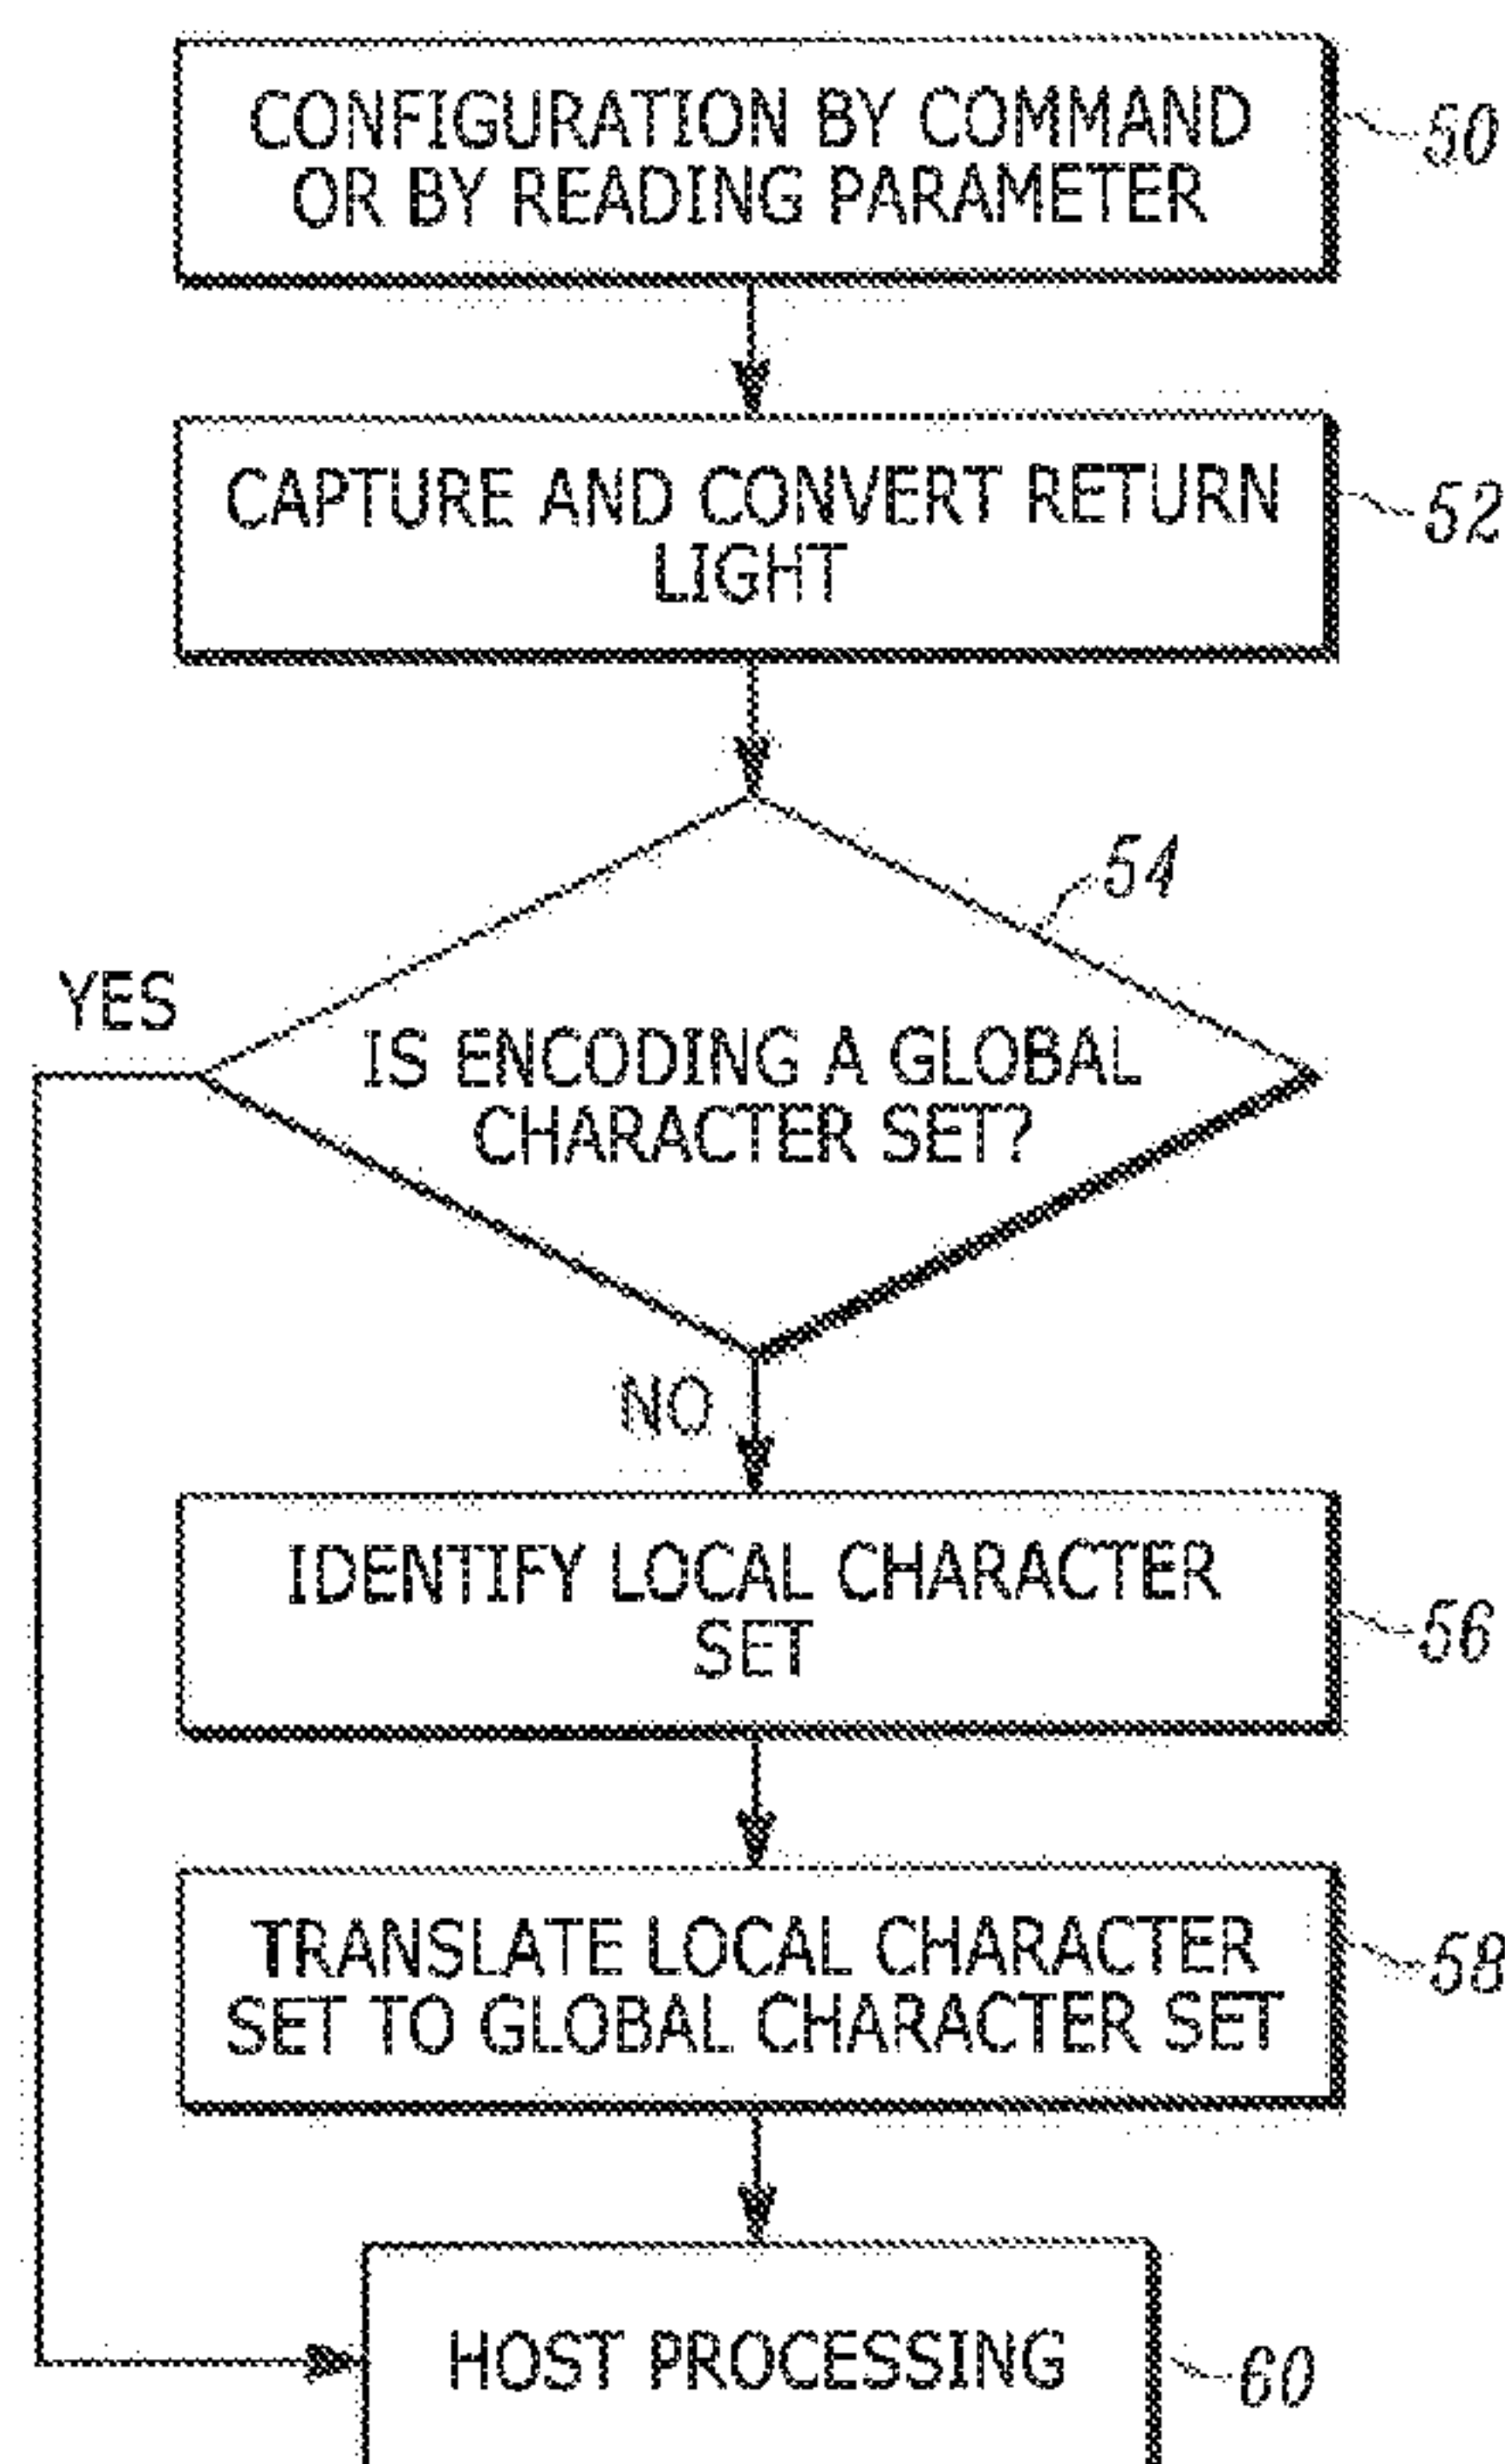 CONFIGURATION BY COMMAND
OR BY READING PARAMETER
50
CAPTURE AND CONVERT RETURN
LIGHT
52
54
YES
IS ENCODING A GLOBAL
CHARACTER SET?
NO
IDENTIFY LOCAL CHARACTER
SET
56
TRANSLATE LOCAL CHARACTER
SET TO GLOBAL CHARACTER SET
58
HOST PROCESSING
60